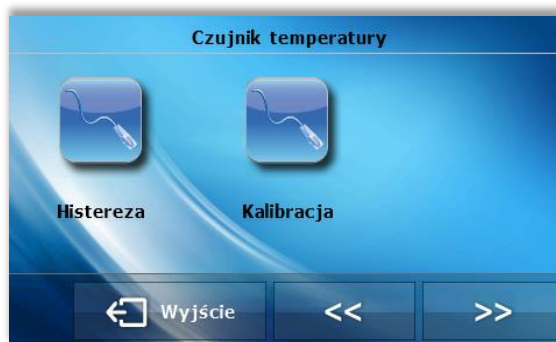 Czujnik temperatury
Histereza Kalibracja
Wyjście << >>